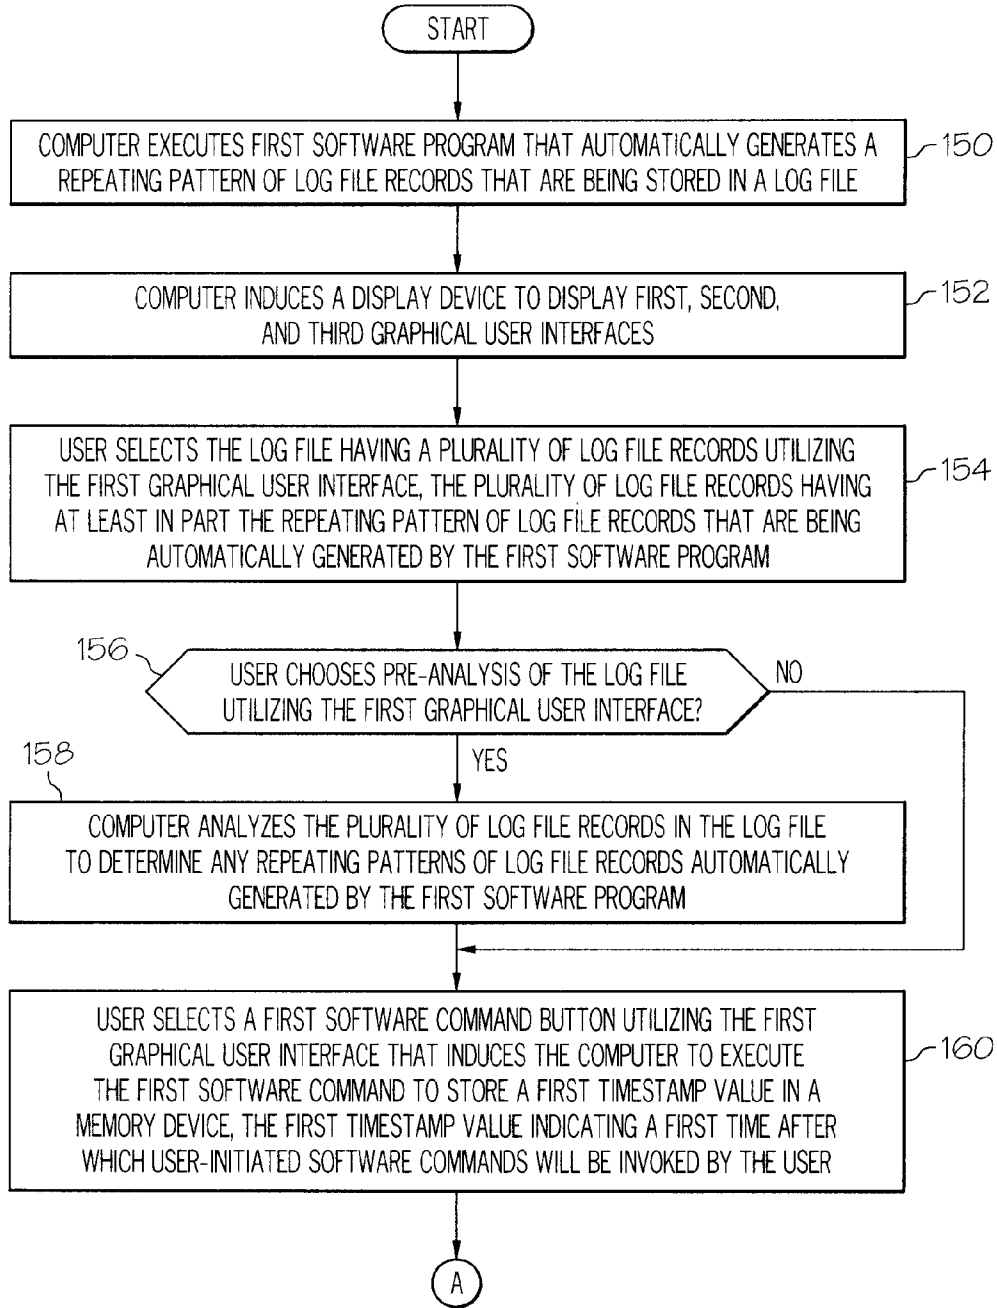 START
COMPUTER EXECUTES FIRST SOFTWARE PROGRAM THAT AUTOMATICALLY GENERATES A
REPEATING PATTERN OF LOG FILE RECORDS THAT ARE BEING STORED IN A LOG FILE
150
COMPUTER INDUCES A DISPLAY DEVICE TO DISPLAY FIRST, SECOND,
AND THIRD GRAPHICAL USER INTERFACES
152
USER SELECTS THE LOG FILE HAVING A PLURALITY OF LOG FILE RECORDS UTILIZING
THE FIRST GRAPHICAL USER INTERFACE, THE PLURALITY OF LOG FILE RECORDS HAVING
AT LEAST IN PART THE REPEATING PATTERN OF LOG FILE RECORDS THAT ARE BEING
AUTOMATICALLY GENERATED BY THE FIRST SOFTWARE PROGRAM
154
156
USER CHOOSES PRE-ANALYSIS OF THE LOG FILE
UTILIZING THE FIRST GRAPHICAL USER INTERFACE?
NO
YES
158
COMPUTER ANALYZES THE PLURALITY OF LOG FILE RECORDS IN THE LOG FILE
TO DETERMINE ANY REPEATING PATTERNS OF LOG FILE RECORDS AUTOMATICALLY
GENERATED BY THE FIRST SOFTWARE PROGRAM
USER SELECTS A FIRST SOFTWARE COMMAND BUTTON UTILIZING THE FIRST
GRAPHICAL USER INTERFACE THAT INDUCES THE COMPUTER TO EXECUTE
THE FIRST SOFTWARE COMMAND TO STORE A FIRST TIMESTAMP VALUE IN A
MEMORY DEVICE, THE FIRST TIMESTAMP VALUE INDICATING A FIRST TIME AFTER
WHICH USER-INITIATED SOFTWARE COMMANDS WILL BE INVOKED BY THE USER
160
A